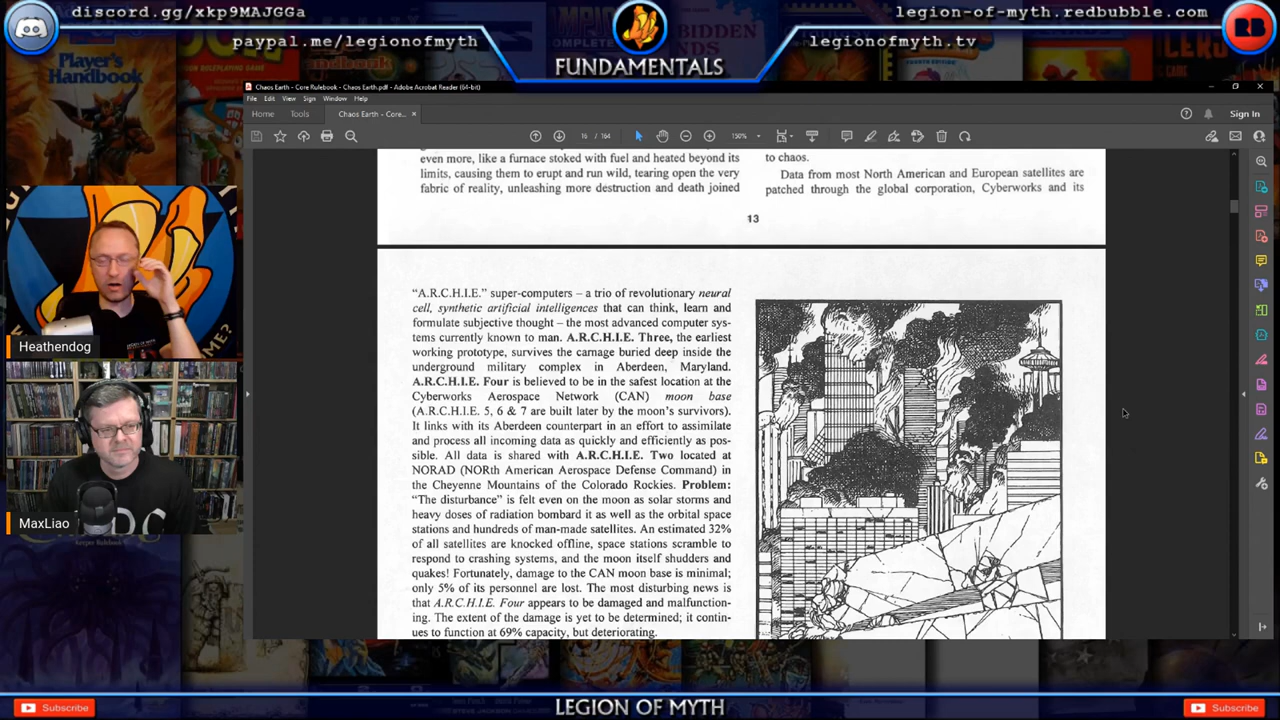 discord.gg/xkp9MAJGGa
legion-of-myth.redbubble.com
paypal.me/legionofmyth
legionofmyth.tv
FUNDAMENTALS
RB
Player's
Handbook
Chaos Earth - Core Rulebook - Chaos Earth.pdf - Adobe Acrobat Reader (64-bit)
File Edit View Sign Window Help
Home Tools Chaos Earth - Core... × Sign In
16 / 164 150%
even more, like a furnace stoked with fuel and heated beyond its
limits, causing them to erupt and run wild, tearing open the very
fabric of reality, unleashing more destruction and death joined
to chaos.
Data from most North American and European satellites are
patched through the global corporation, Cyberworks and its
13
"A.R.C.H.I.E." super-computers – a trio of revolutionary neural
cell, synthetic artificial intelligences that can think, learn and
formulate subjective thought – the most advanced computer sys-
tems currently known to man. A.R.C.H.I.E. Three, the earliest
working prototype, survives the carnage buried deep inside the
underground military complex in Aberdeen, Maryland.
A.R.C.H.I.E. Four is believed to be in the safest location at the
Cyberworks Aerospace Network (CAN) moon base
(A.R.C.H.I.E. 5, 6 & 7 are built later by the moon's survivors).
It links with its Aberdeen counterpart in an effort to assimilate
and process all incoming data as quickly and efficiently as pos-
sible. All data is shared with A.R.C.H.I.E. Two located at
NORAD (NORth American Aerospace Defense Command) in
the Cheyenne Mountains of the Colorado Rockies. Problem:
"The disturbance" is felt even on the moon as solar storms and
heavy doses of radiation bombard it as well as the orbital space
stations and hundreds of man-made satellites. An estimated 32%
of all satellites are knocked offline, space stations scramble to
respond to crashing systems, and the moon itself shudders and
quakes! Fortunately, damage to the CAN moon base is minimal;
only 5% of its personnel are lost. The most disturbing news is
that A.R.C.H.I.E. Four appears to be damaged and malfunction-
ing. The extent of the damage is yet to be determined; it contin-
ues to function at 69% capacity, but deteriorating.
Heathendog
MaxLiao
Subscribe
LEGION OF MYTH
Subscribe